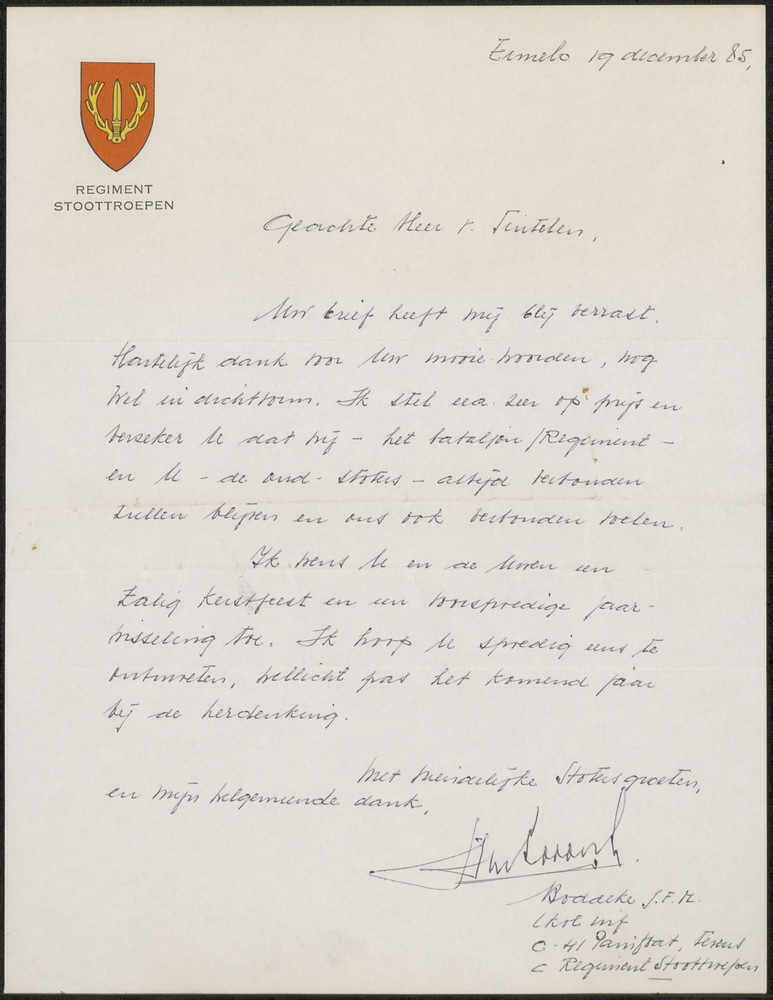 Ermelo 19 december 85,
REGIMENT
STOOTTROEPEN
Geachte Heer v. Tintelen,
Uw brief heeft mij blij verrast.
Hartelijk dank voor Uw mooie woorden, nog
wel in dichtvorm. Ik stel een zeer op prijs en
verzeker U dat wij - het bataljon/Regiment -
en U - de oud-stoters - altijd verbonden
zullen blijven en ons ook verbonden voelen.
Ik wens U en de Uwen een
Zalig kerstfeest en een voorspoedige jaar-
wisseling toe. Ik hoop U spoedig eens te
ontmoeten, wellicht pas het komend jaar
bij de herdenking.
Met vriendelijke Stotersgroeten,
en mijn welgemeende dank,
Boddeke J.F.M.
lkol inf
C-41 Painfbat, tevens
C Regiment Stoottroepen